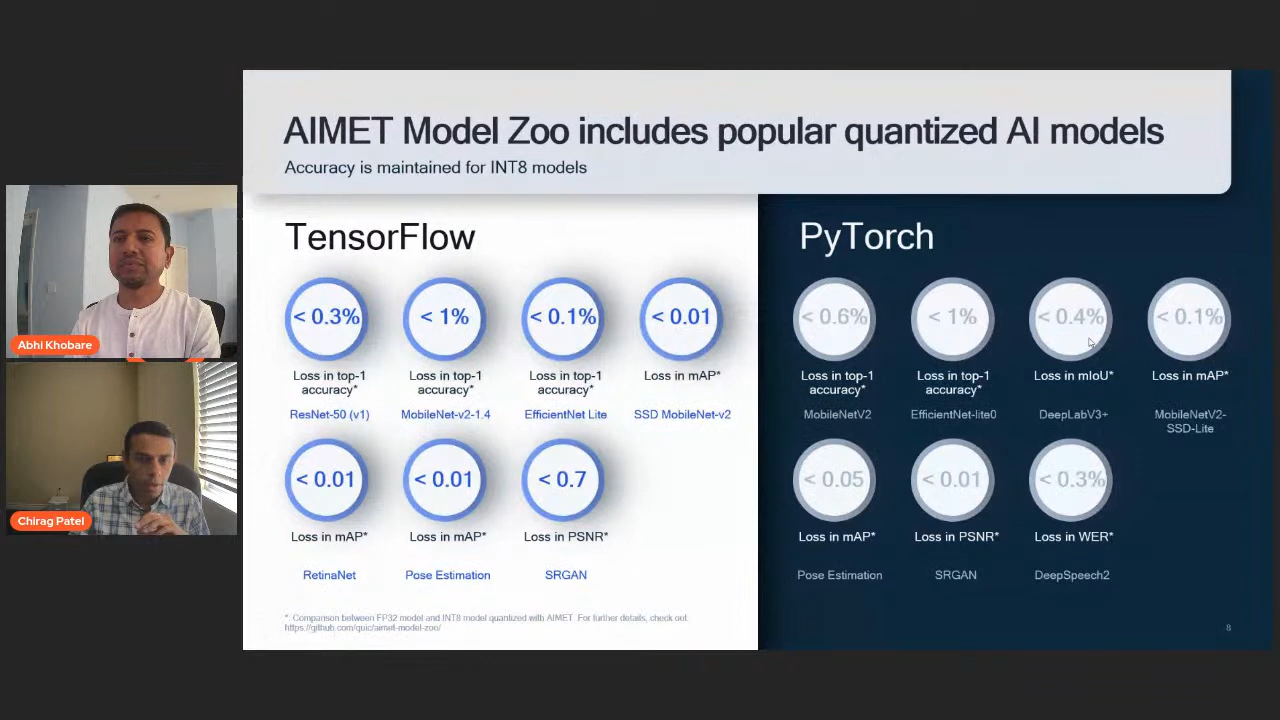 AIMET Model Zoo includes popular quantized AI models
Accuracy is maintained for INT8 models
Abhi Khobare
Chirag Patel
TensorFlow
< 0.3%
< 1%
< 0.1%
< 0.01
Loss in top-1
accuracy*
Loss in top-1
accuracy*
Loss in top-1
accuracy*
Loss in mAP*
ResNet-50 (v1)
MobileNet-v2-1.4
EfficientNet Lite
SSD MobileNet-v2
< 0.01
< 0.01
< 0.7
Loss in mAP*
Loss in mAP*
Loss in PSNR*
RetinaNet
Pose Estimation
SRGAN
*: Comparison between FP32 model and INT8 model quantized with AIMET. For further details, check out:
https://github.com/quic/aimet-model-zoo/
PyTorch
< 0.6%
< 1%
< 0.4%
< 0.1%
Loss in top-1
accuracy*
Loss in top-1
accuracy*
Loss in mIoU*
Loss in mAP*
MobileNetV2
EfficientNet-lite0
DeepLabV3+
MobileNetV2-
SSD-Lite
< 0.05
< 0.01
< 0.3%
Loss in mAP*
Loss in PSNR*
Loss in WER*
Pose Estimation
SRGAN
DeepSpeech2
8